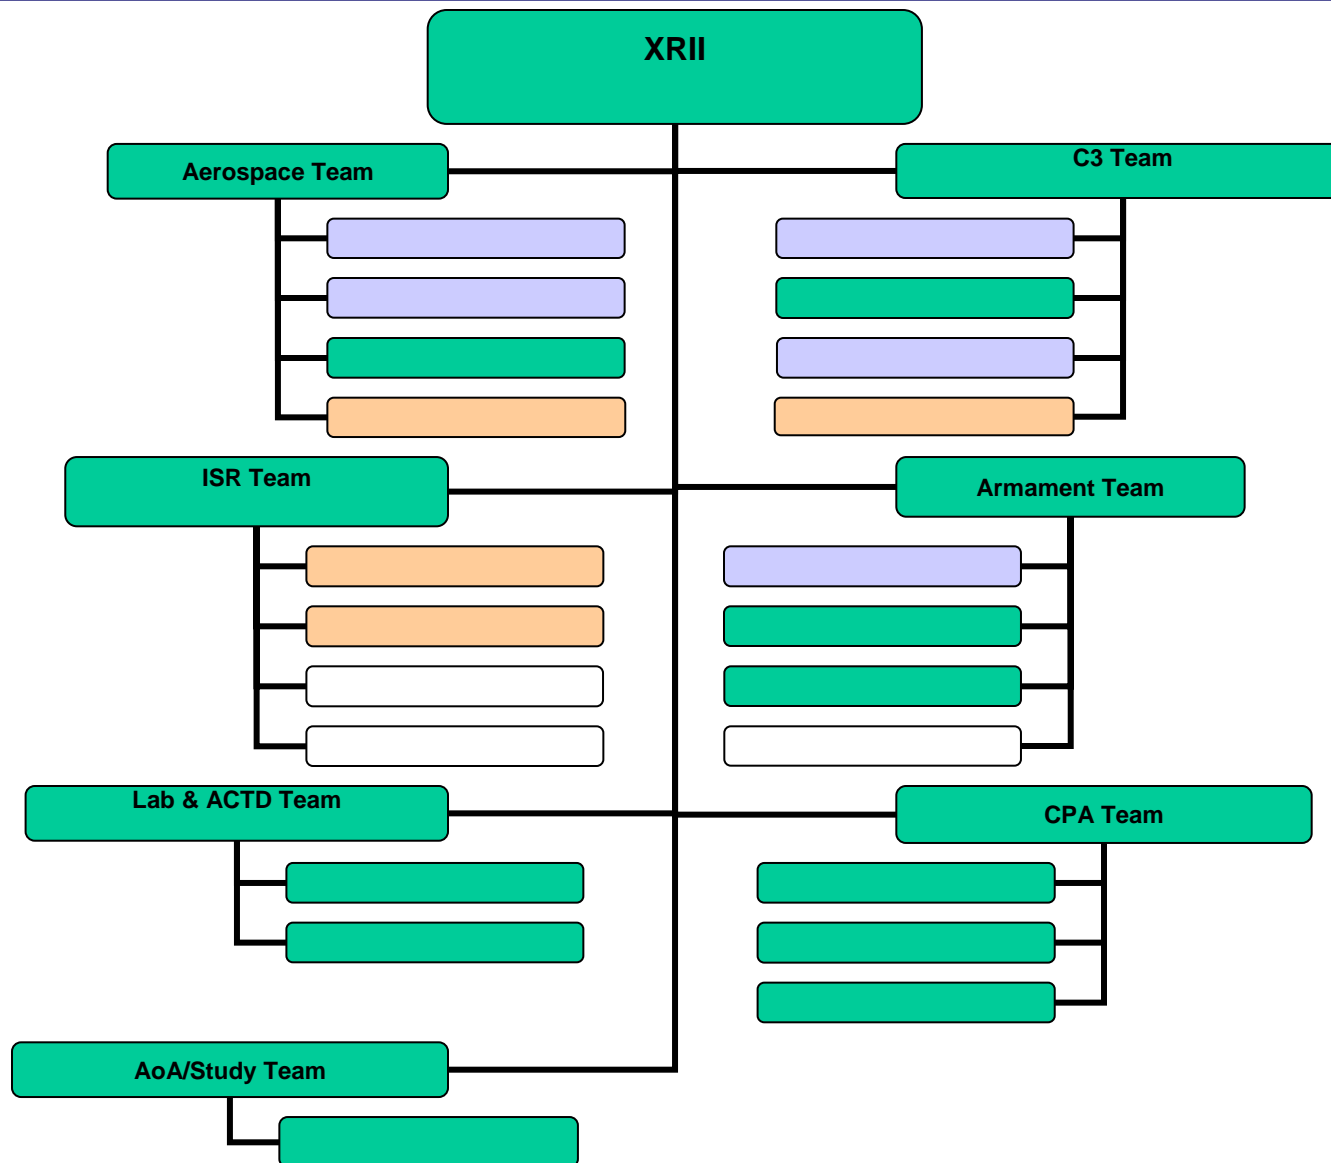 XRII
Aerospace Team
C3 Team
ISR Team
Armament Team
Lab & ACTD Team
CPA Team
AoA/Study Team